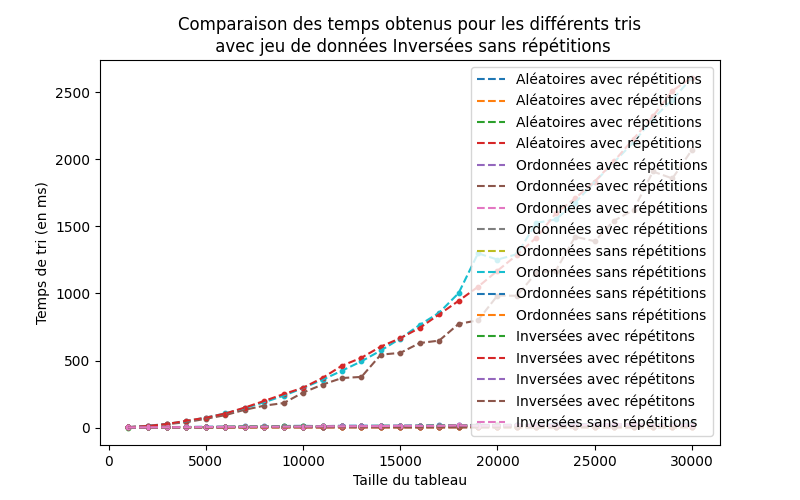 Comparaison des temps obtenus pour les différents tris
avec jeu de données Inversées sans répétitions
Temps de tri (en ms)
2500
2000
1500
1000
500
0
Aléatoires avec répétitions
Aléatoires avec répétitions
Aléatoires avec répétitions
Aléatoires avec répétitions
Ordonnées avec répétitions
Ordonnées avec répétitions
Ordonnées avec répétitions
Ordonnées avec répétitions
Ordonnées sans répétitions
Ordonnées sans répétitions
Ordonnées sans répétitions
Ordonnées sans répétitions
Inversées avec répétitons
Inversées avec répétitons
Inversées avec répétitons
Inversées avec répétitons
Inversées sans répétitions
0
5000
10000
15000
20000
25000
30000
Taille du tableau